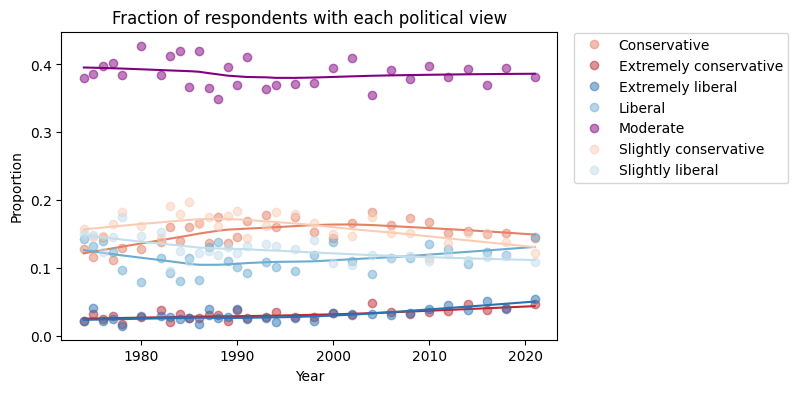 Fraction of respondents with each political view
Proportion
0.4
0.3
0.2
0.1
0.0
1980
1990
2000
2010
2020
Year
Conservative
Extremely conservative
Extremely liberal
Liberal
Moderate
Slightly conservative
Slightly liberal